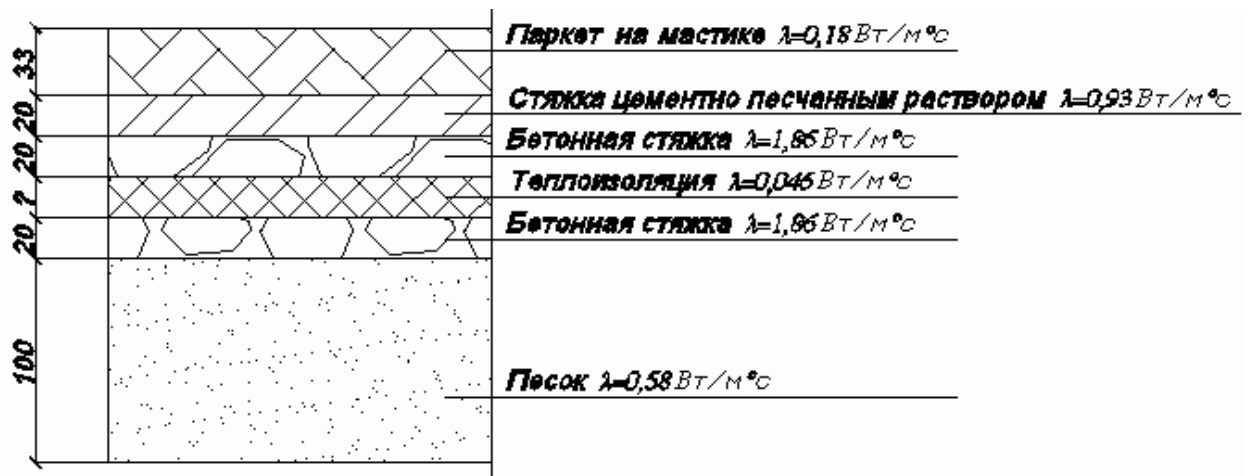 Паркет на мастике λ=0,18 Вт/м°с
33
Стяжка цементно песчанным раствором λ=0,93 Вт/м°с
20
Бетонная стяжка λ=1,86 Вт/м°с
20
Теплоизоляция λ=0,046 Вт/м°с
?
Бетонная стяжка λ=1,86 Вт/м°с
20
Песок λ=0,58 Вт/м°с
100